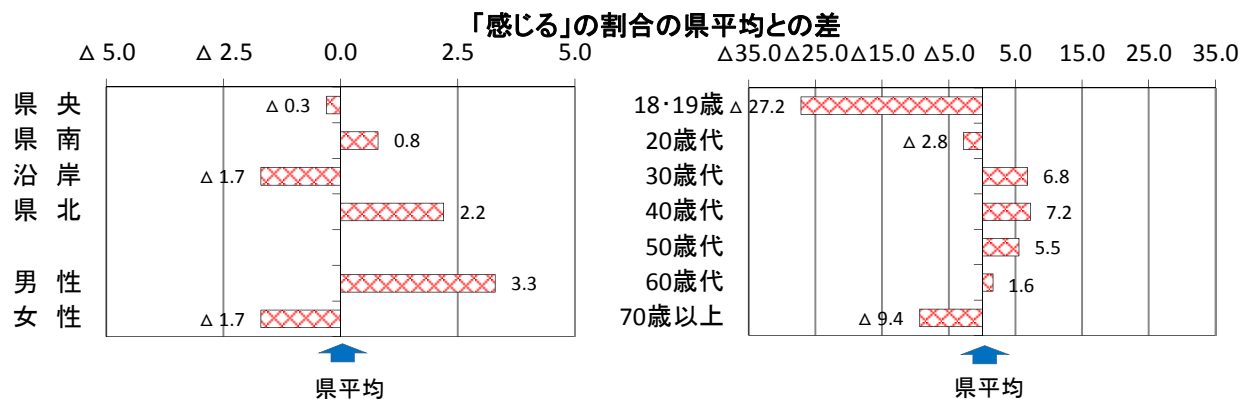 「感じる」の割合の県平均との差
△ 5.0 △ 2.5 0.0 2.5 5.0
県 央 △ 0.3
県 南 0.8
沿 岸 △ 1.7
県 北 2.2
男 性 3.3
女 性 △ 1.7
県平均
△35.0 △25.0 △15.0 △5.0 5.0 15.0 25.0 35.0
18・19歳 △ 27.2
20歳代 △ 2.8
30歳代 6.8
40歳代 7.2
50歳代 5.5
60歳代 1.6
70歳以上 △ 9.4
県平均